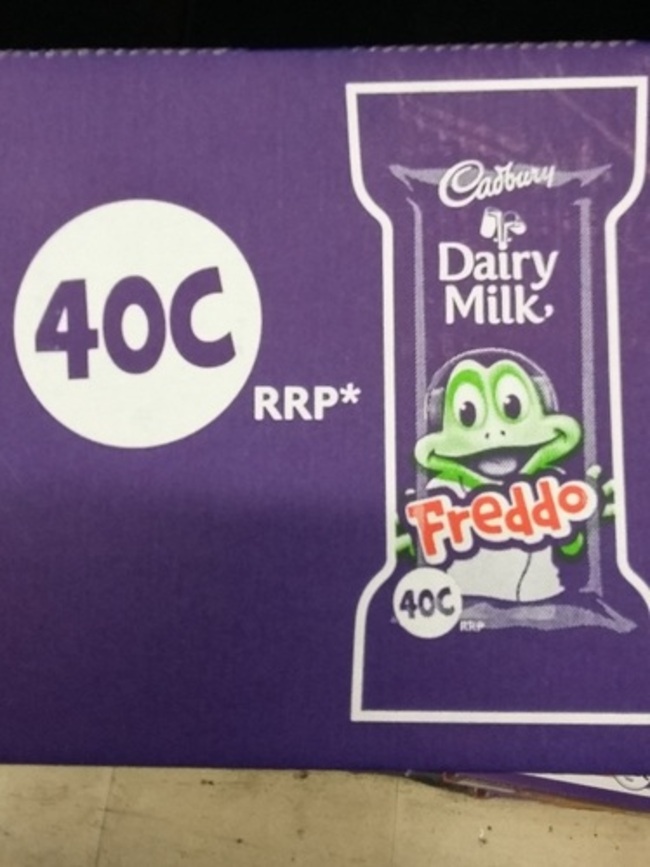 40C
RRP*
Cadbury
Dairy
Milk
Freddo
40C
RRP